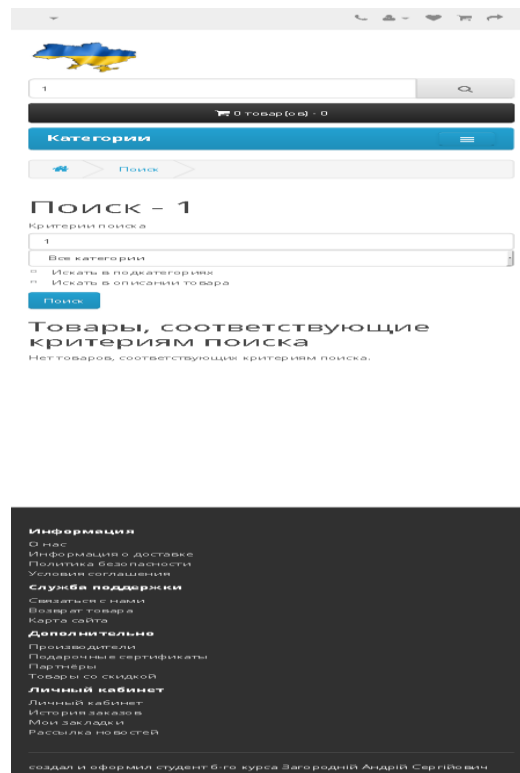 1
0 товар(ов) - 0
Категории
Поиск
Поиск - 1
Критерии поиска
1
Все категории
Искать в подкатегориях
Искать в описании товара
Поиск
Товары, соответствующие
критериям поиска
Нет товаров, соответствующих критериям поиска.
Информация
О нас
Информация о доставке
Политика безопасности
Условия соглашения
Служба поддержки
Связаться с нами
Возврат товара
Карта сайта
Дополнительно
Производители
Подарочные сертификаты
Партнёры
Товары со скидкой
Личный кабинет
Личный кабинет
История заказов
Мои закладки
Рассылка новостей
создал и оформил студент 6-го курса Загородній Андрій Сергійович